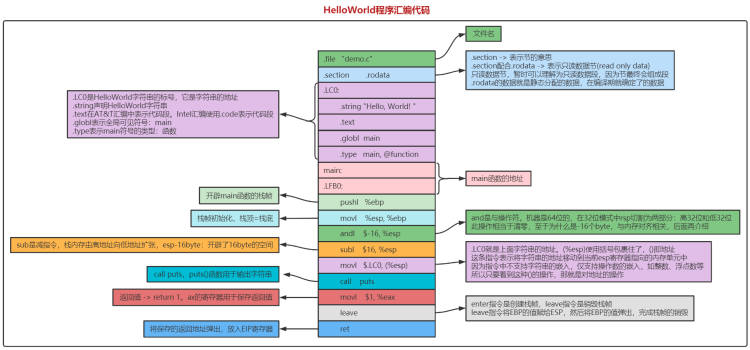 HelloWorld程序汇编代码
文件名
.file "demo.c"
.section .rodata
.section -> 表示节的意思
.section配合.rodata -> 表示只读数据节(read only data)
只读数据节，暂时可以理解为只读数据段，因为节最终会组成段
.rodata的数据就是静态分配的数据，在编译期就确定了的数据
.LC0:
.string "Hello, World! "
.text
.globl main
.type main, @function
.LC0是HelloWorld字符串的标号，它是字符串的地址
.string声明HelloWorld字符串
.text在AT&T汇编中表示代码段。Intel汇编使用.code表示代码段
.globl表示全局可见符号：main
.type表示main符号的类型：函数
main:
.LFB0:
main函数的地址
开辟main函数的栈帧
pushl %ebp
栈帧初始化，栈顶=栈底
movl %esp, %ebp
andl $-16, %esp
and是与操作符，机器是64位的，在32位模式中rsp切割为两部分：高32位和低32位
此操作相当于清零，至于为什么是-16个byte，与内存对齐相关，后面再介绍
sub是减指令，栈内存由高地址向低地址扩张，esp-16byte：开辟了16byte的空间
subl $16, %esp
movl $.LC0, (%esp)
.LC0就是上面字符串的地址。(%esp)使用括号包裹住了，()即地址
这条指令表示将字符串的地址移动到当前esp寄存器指向的内存单元中
因为指令中不支持字符串的嵌入，仅支持操作数的嵌入，如整数、浮点数等
所以只要看到这种()的操作，那就是对地址的操作
call puts，puts()函数用于输出字符串
call puts
返回值 -> return 1，ax的寄存器用于保存返回值
movl $1, %eax
leave
enter指令是创建栈帧，leave指令是销毁栈帧
leave指令将EBP的值赋给ESP，然后将EBP的值弹出，完成栈帧的销毁
将保存的返回地址弹出，放入EIP寄存器
ret